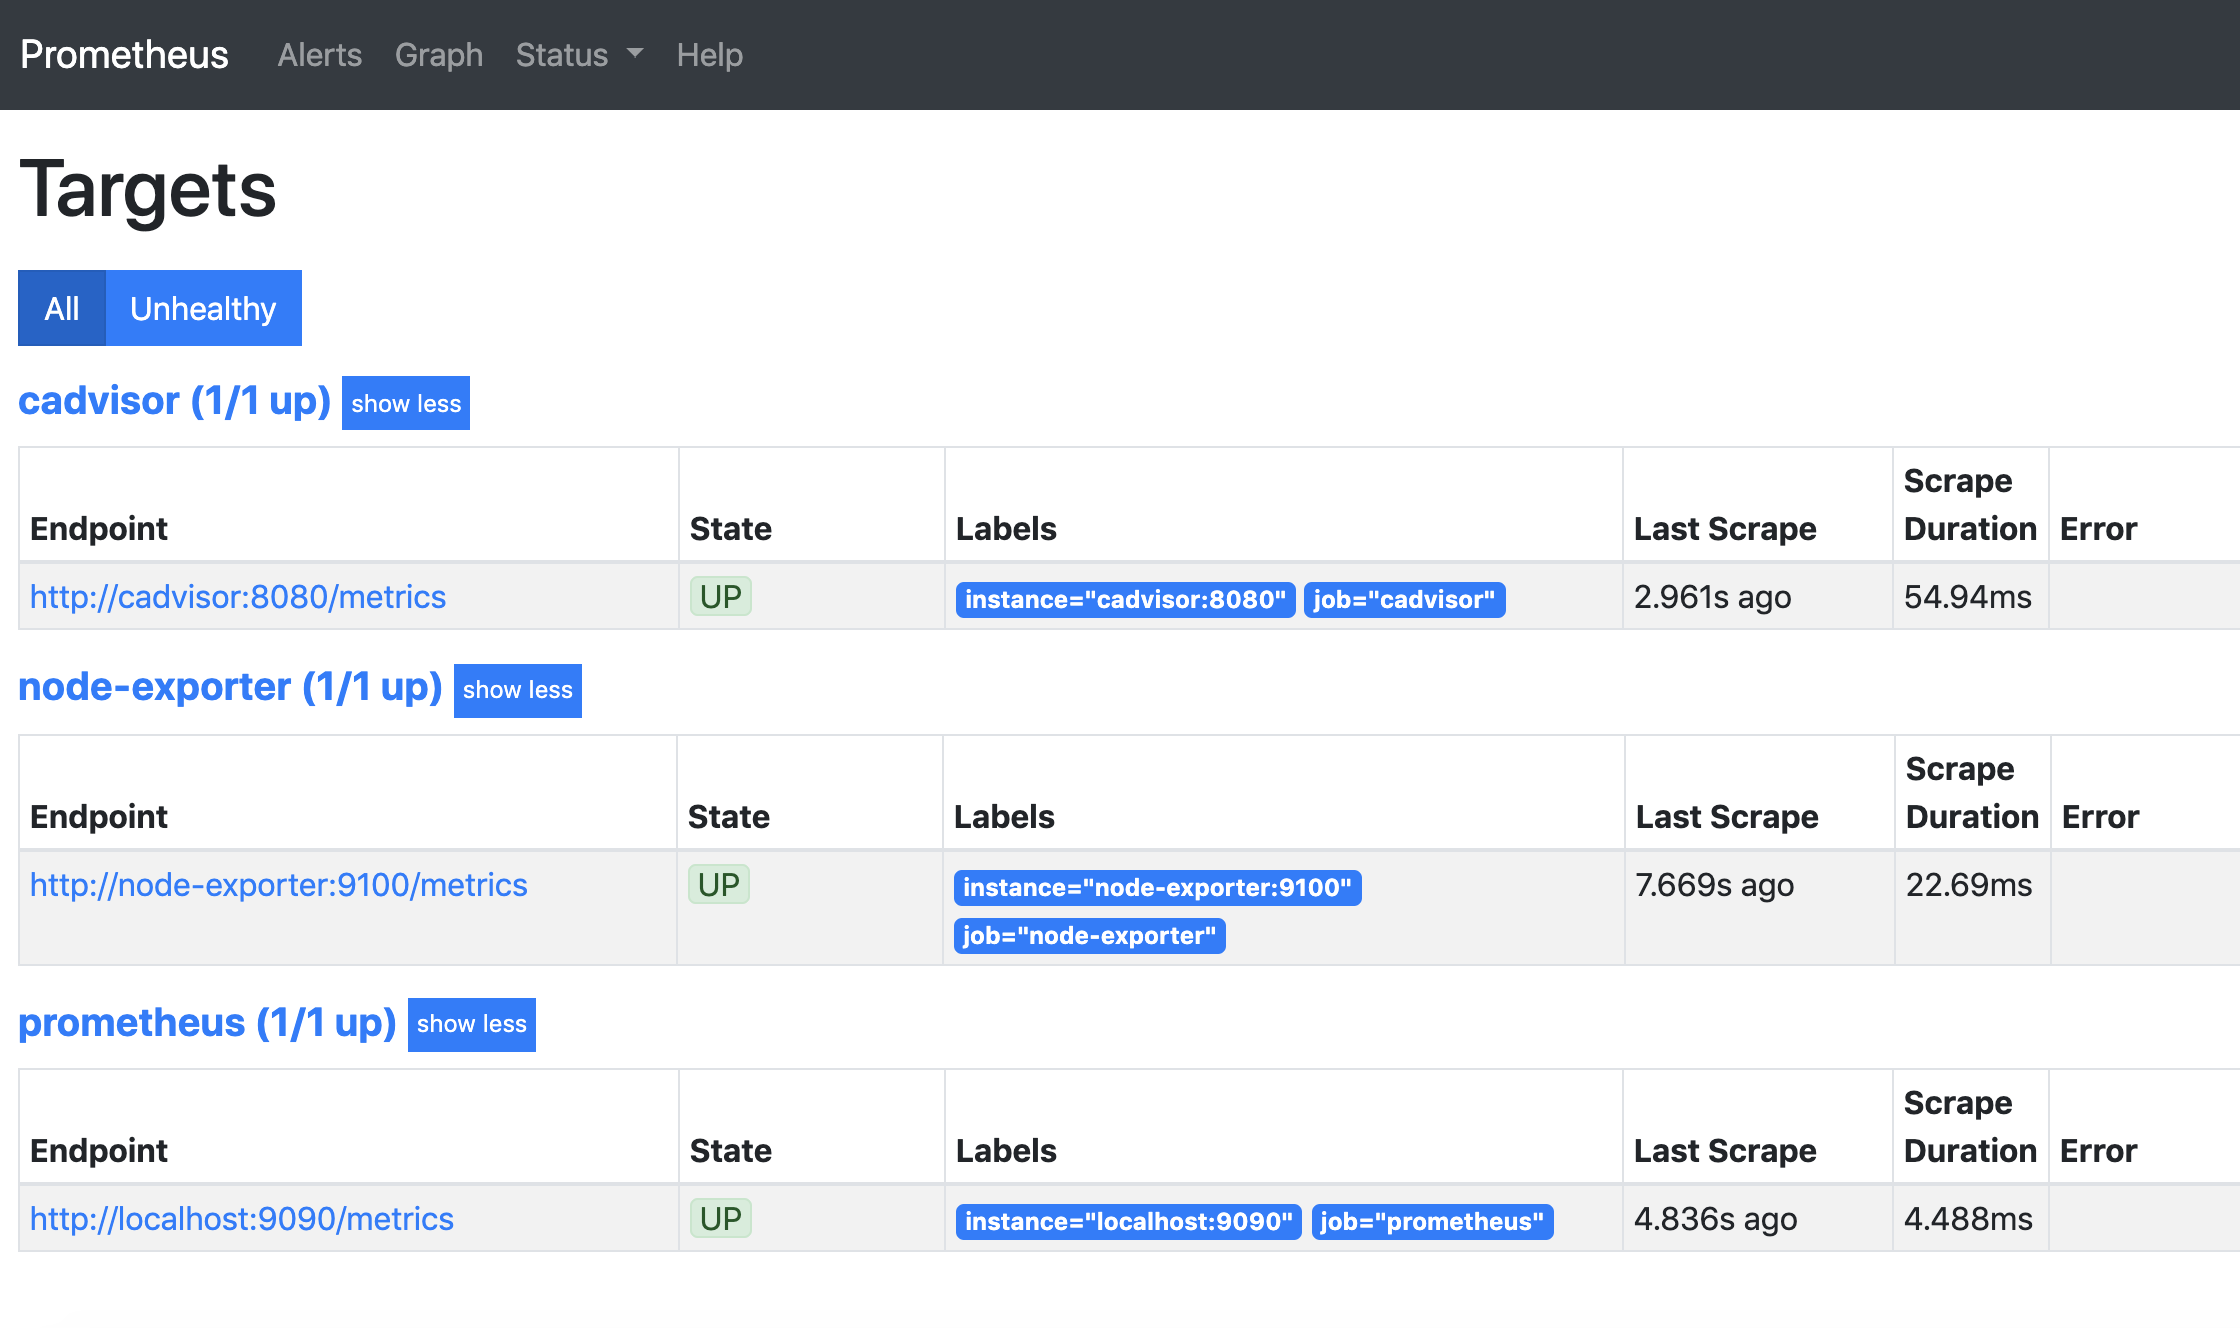 Prometheus Alerts Graph Status Help
Targets
All Unhealthy
cadvisor (1/1 up) show less
Endpoint State Labels Last Scrape Scrape Duration Error
http://cadvisor:8080/metrics UP instance="cadvisor:8080" job="cadvisor" 2.961s ago 54.94ms
node-exporter (1/1 up) show less
Endpoint State Labels Last Scrape Scrape Duration Error
http://node-exporter:9100/metrics UP instance="node-exporter:9100" 7.669s ago 22.69ms
job="node-exporter"
prometheus (1/1 up) show less
Endpoint State Labels Last Scrape Scrape Duration Error
http://localhost:9090/metrics UP instance="localhost:9090" job="prometheus" 4.836s ago 4.488ms